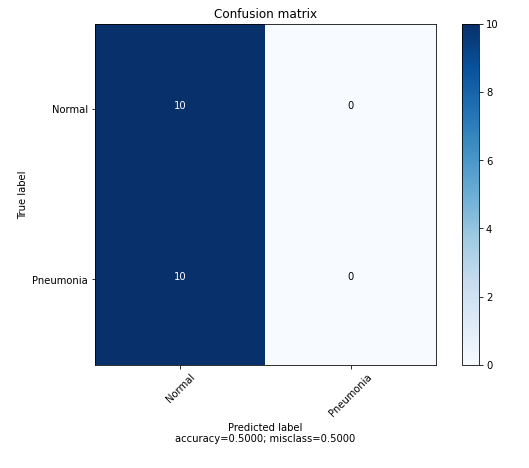 Confusion matrix
10
Normal
10
0
8
6
True label
4
Pneumonia
10
0
2
0
Normal
Pneumonia
Predicted label
accuracy=0.5000; misclass=0.5000